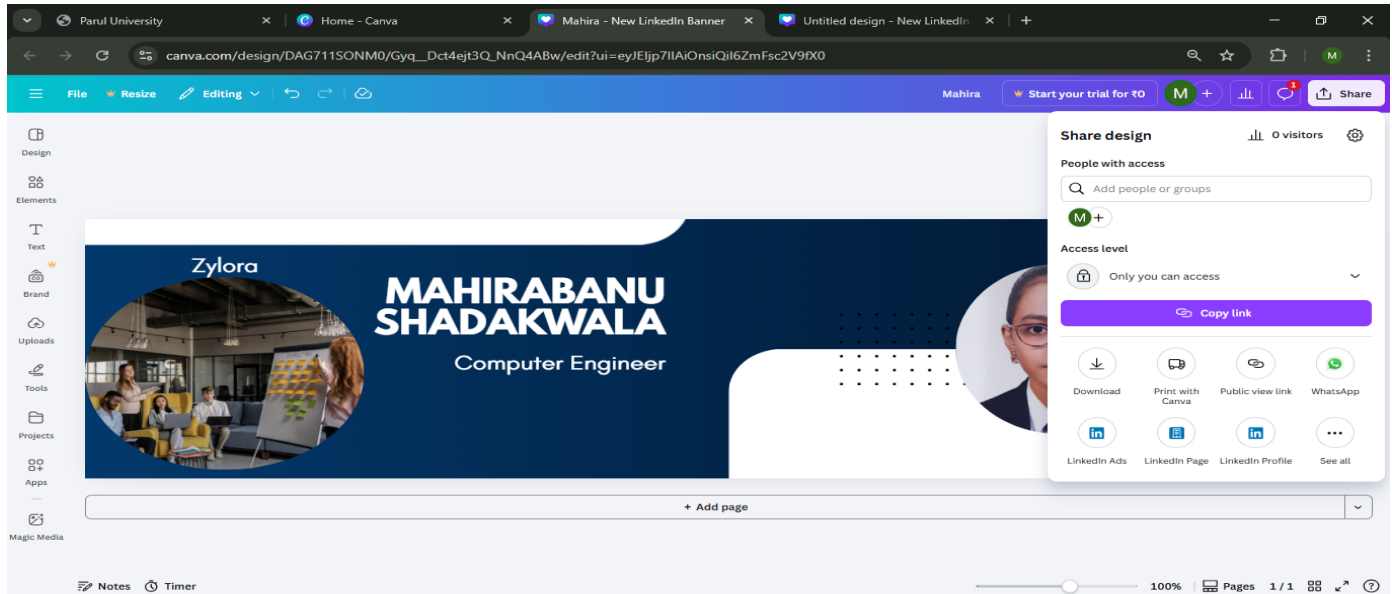 Parul University
Home - Canva
Mahira - New LinkedIn Banner
Untitled design - New LinkedIn
canva.com/design/DAG711SONM0/Gyq__Dct4ejt3Q_NnQ4ABw/edit?ui=eyJEIjp7IlAiOnsiQiI6ZmFsc2V9fX0
M
File
Resize
Editing
Mahira
Start your trial for ₹0
M
+
1
Share
Design
Elements
Text
Brand
Uploads
Tools
Projects
Apps
Magic Media
Zylora
MAHIRABANU
SHADAKWALA
Computer Engineer
Share design
0 visitors
People with access
Add people or groups
M
+
Access level
Only you can access
Copy link
Download
Print with
Canva
Public view link
WhatsApp
LinkedIn Ads
LinkedIn Page
LinkedIn Profile
See all
+ Add page
Notes
Timer
100%
Pages
1 / 1